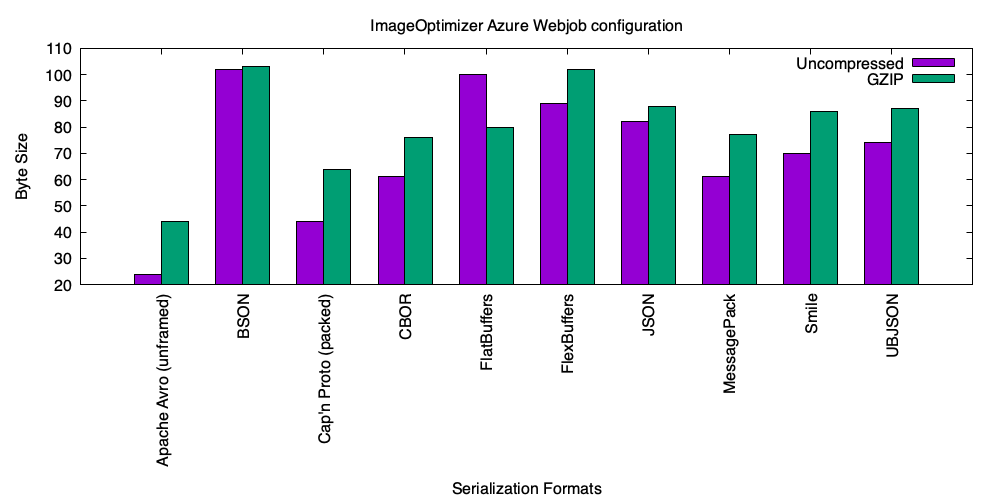 ImageOptimizer Azure Webjob configuration
110
100
90
80
70
60
50
40
30
20
Byte Size
Uncompressed
GZIP
Apache Avro (unframed)
BSON
Cap'n Proto (packed)
CBOR
FlatBuffers
FlexBuffers
JSON
MessagePack
Smile
UBJSON
Serialization Formats